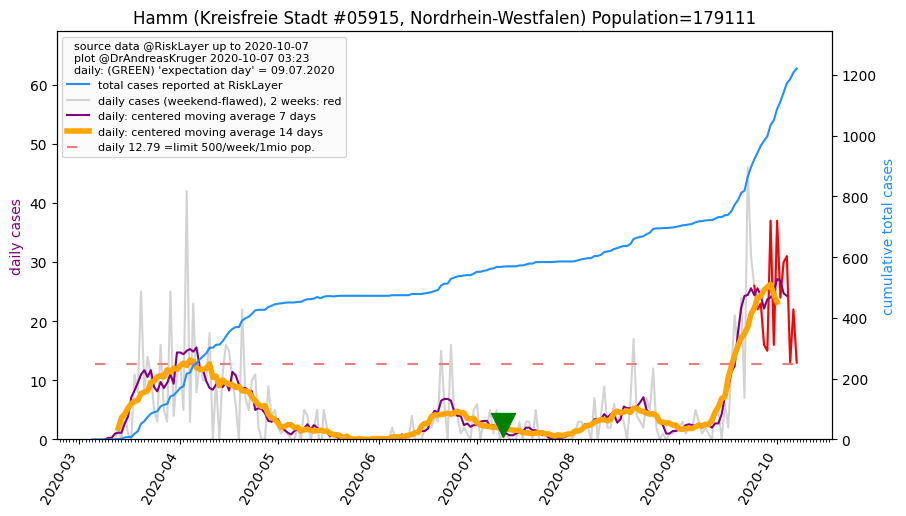 Hamm (Kreisfreie Stadt #05915, Nordrhein-Westfalen) Population=179111
source data @RiskLayer up to 2020-10-07
plot @DrAndreasKruger 2020-10-07 03:23
daily: (GREEN) 'expectation day' = 09.07.2020
total cases reported at RiskLayer
daily cases (weekend-flawed), 2 weeks: red
daily: centered moving average 7 days
daily: centered moving average 14 days
daily 12.79 =limit 500/week/1mio pop.
daily cases
60
50
40
30
20
10
0
cumulative total cases
1200
1000
800
600
400
200
0
2020-03
2020-04
2020-05
2020-06
2020-07
2020-08
2020-09
2020-10